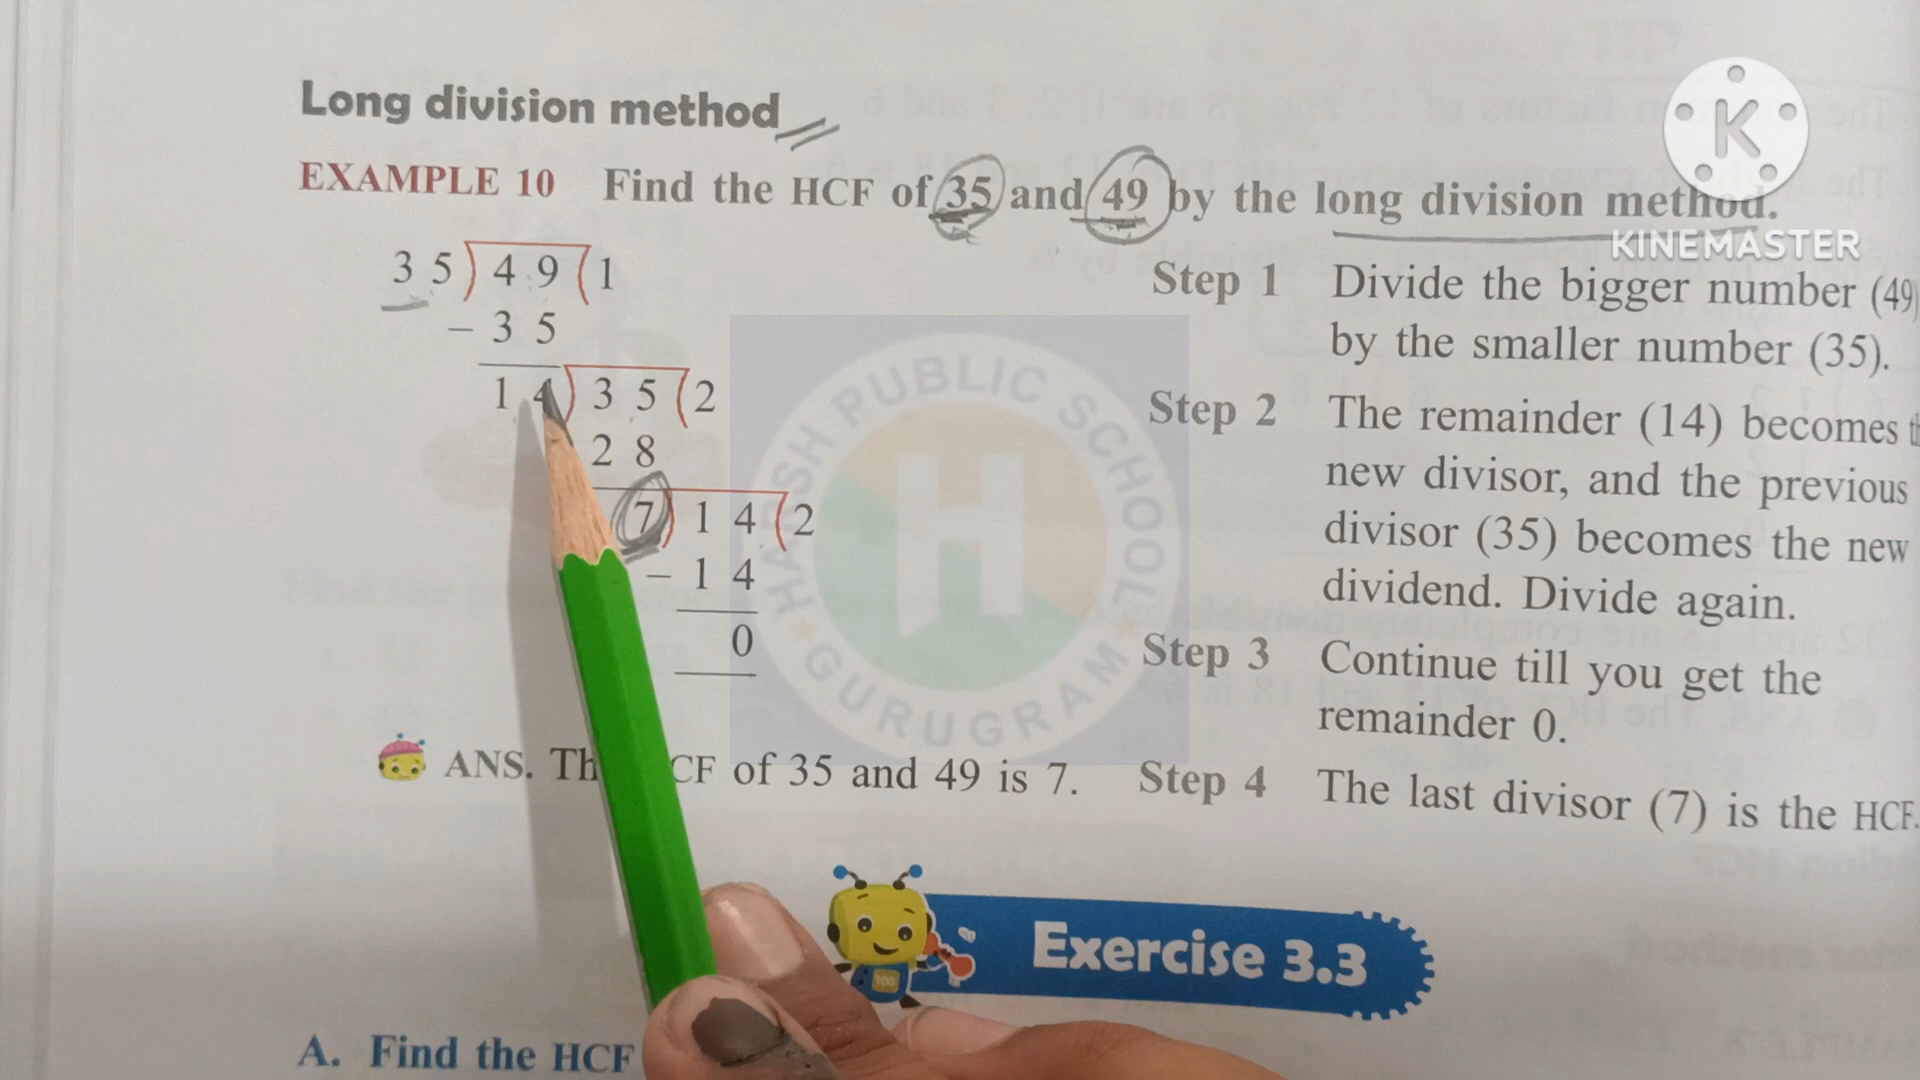 Long division method
EXAMPLE 10 Find the HCF of 35 and 49 by the long division method.
KINEMASTER
35) 49 (1
– 35
14) 35 (2
28
7) 14 (2
– 14
0
ANS. CF of 35 and 49 is 7.
Step 1 Divide the bigger number (49)
by the smaller number (35).
Step 2 The remainder (14) becomes
new divisor, and the previous
divisor (35) becomes the new
dividend. Divide again.
Step 3 Continue till you get the
remainder 0.
Step 4 The last divisor (7) is the HCF.
HARSH PUBLIC SCHOOL
GURUGRAM
H
K
100
Exercise 3.3
A. Find the HCF